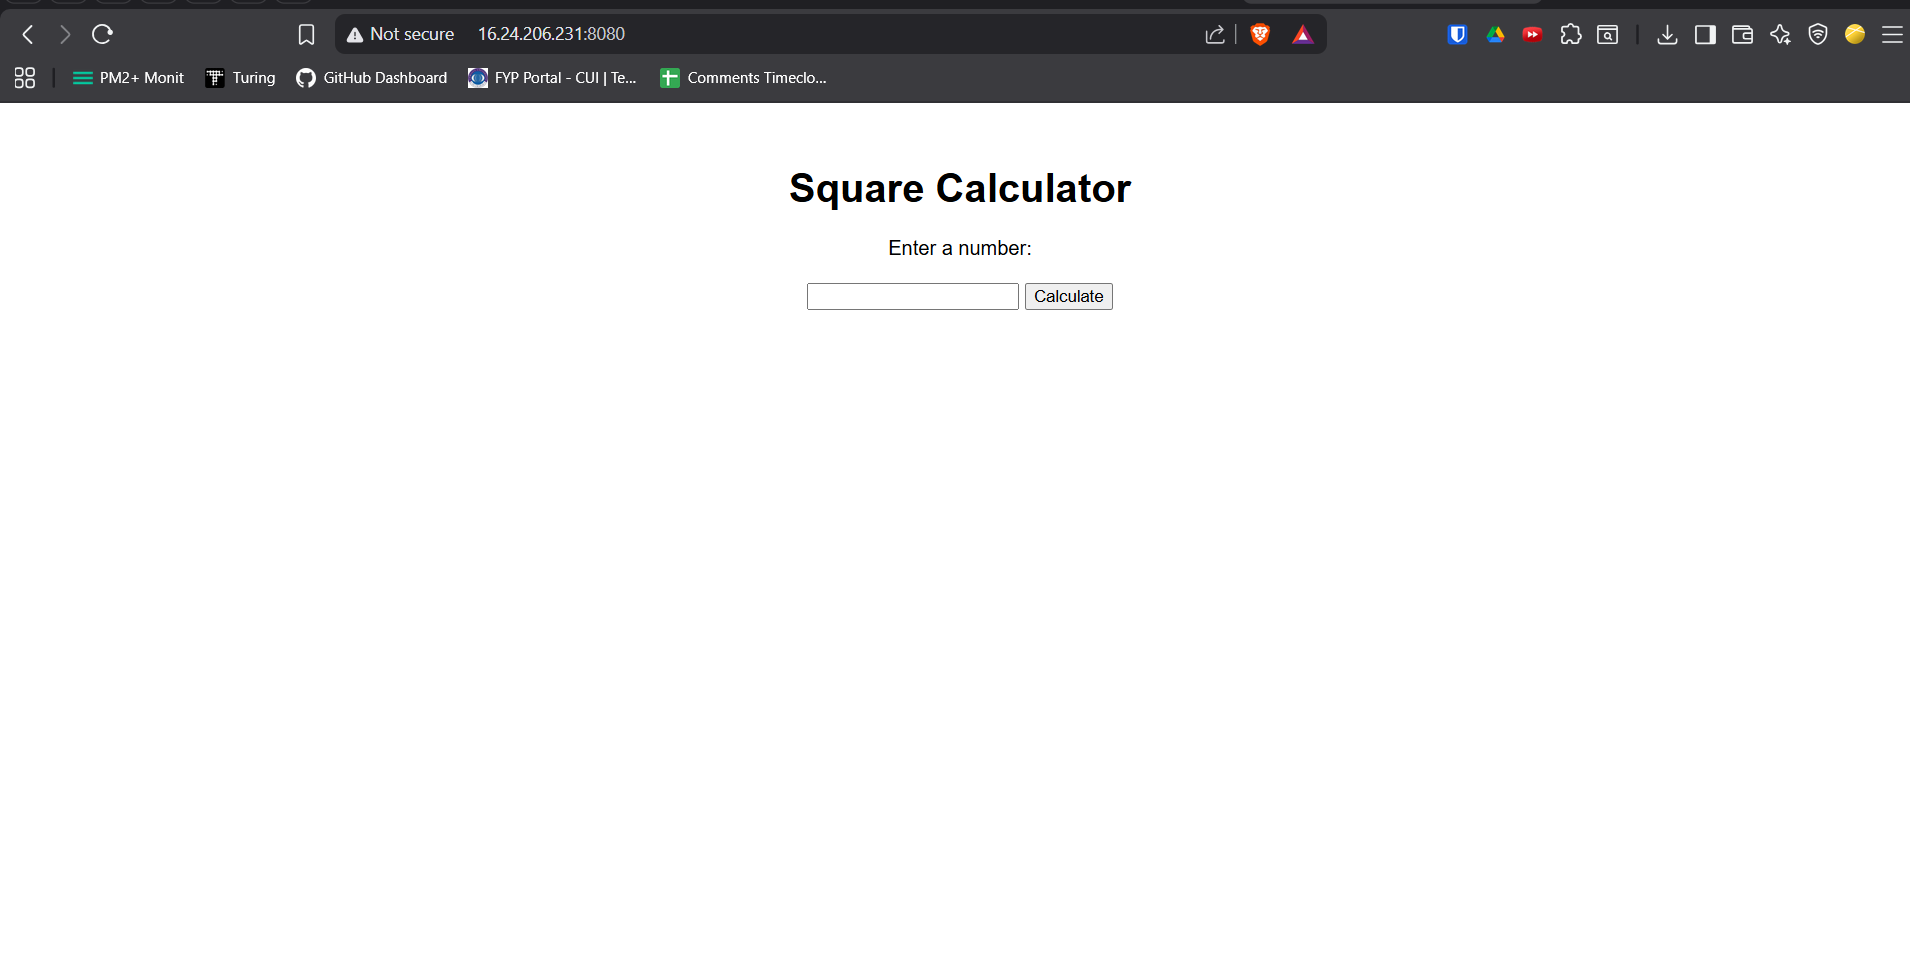 Not secure 16.24.206.231:8080
PM2+ Monit Turing GitHub Dashboard FYP Portal - CUI | Te... Comments Timeclo...
Square Calculator
Enter a number:
Calculate